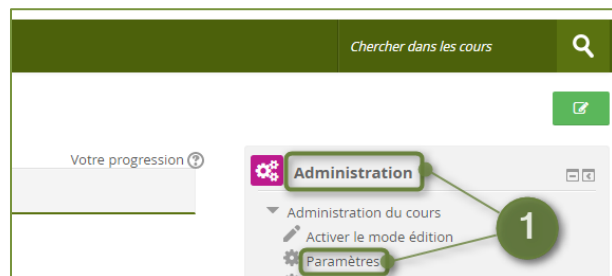 Chercher dans les cours
Votre progression
Administration
Administration du cours
Activer le mode édition
Paramètres
1